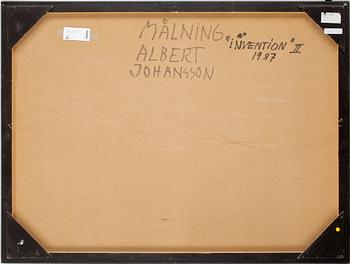 MÅLNING
ALBERT
JOHANSSON
"INVENTION" II
1987